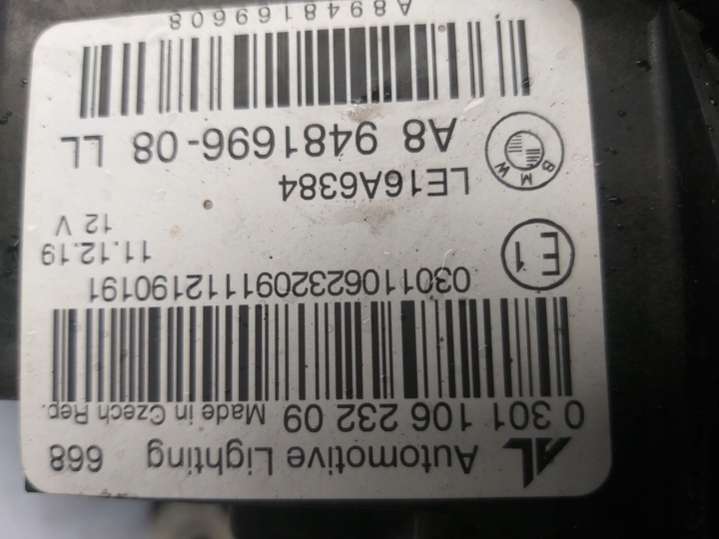 AL Automotive Lighting 668
0 301 106 232 09 Made in Czech Rep.
0301106232091112190191
E1
11.12.19
12 V
LE16A6384
BMW
A8 9481696-08 LL
A8948169608